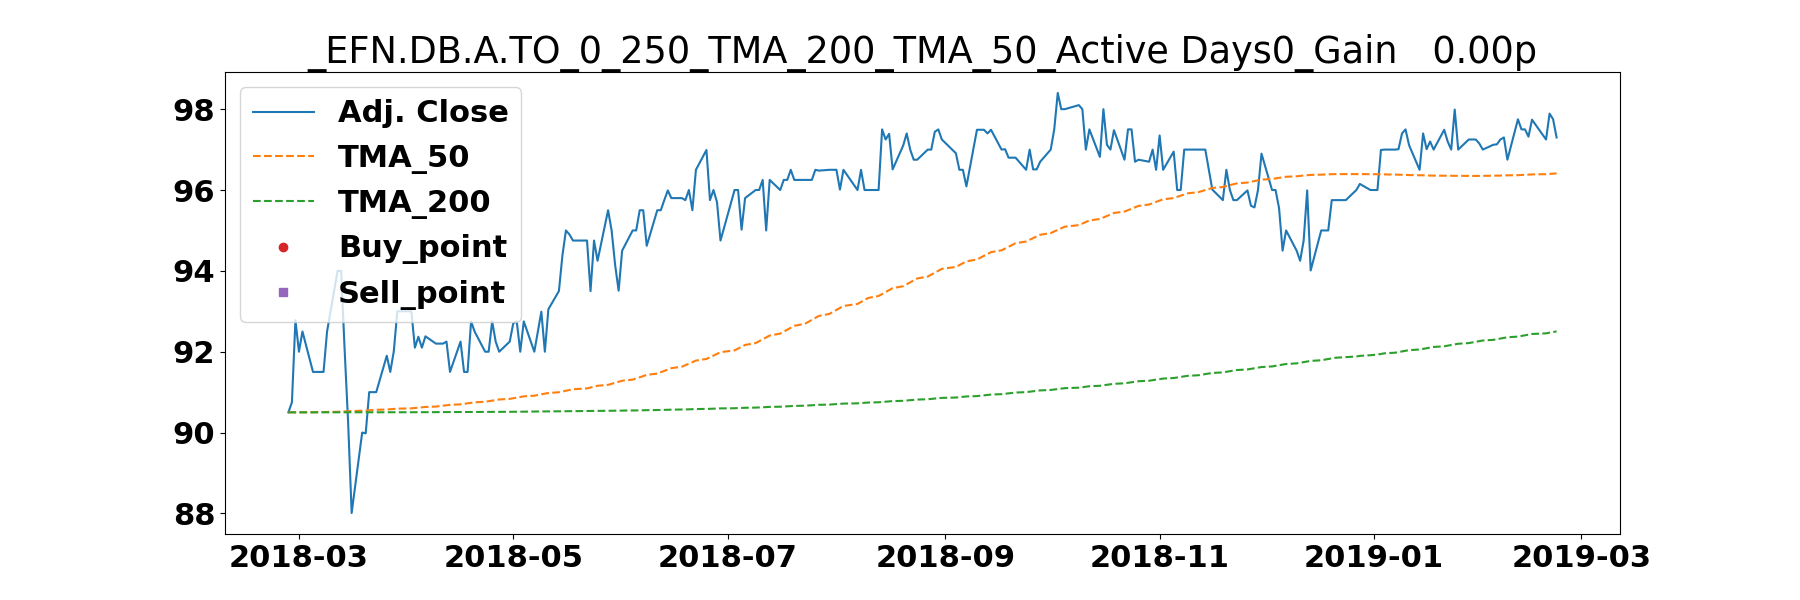 _EFN.DB.A.TO_0_250_TMA_200_TMA_50_Active Days0_Gain   0.00p
Adj. Close
TMA_50
TMA_200
Buy_point
Sell_point
98
96
94
92
90
88
2018-03
2018-05
2018-07
2018-09
2018-11
2019-01
2019-03